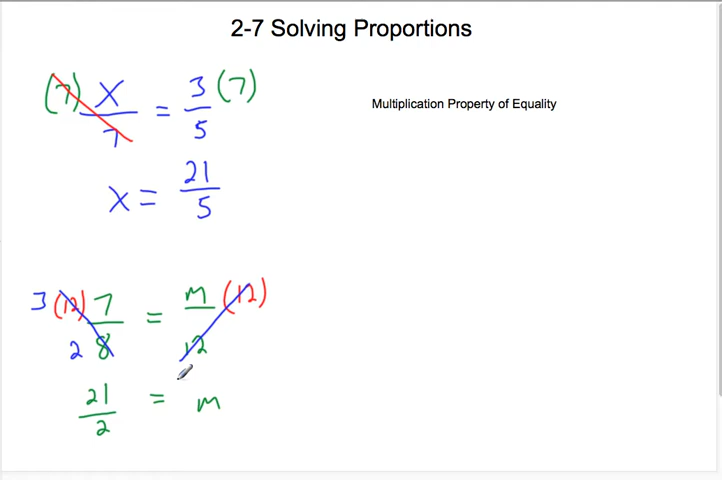 2-7 Solving Proportions
(7) x/7 = 3/5 (7)
Multiplication Property of Equality
x = 21/5
3 (12) 7/8 = m/12 (12)
2
21/2 = m